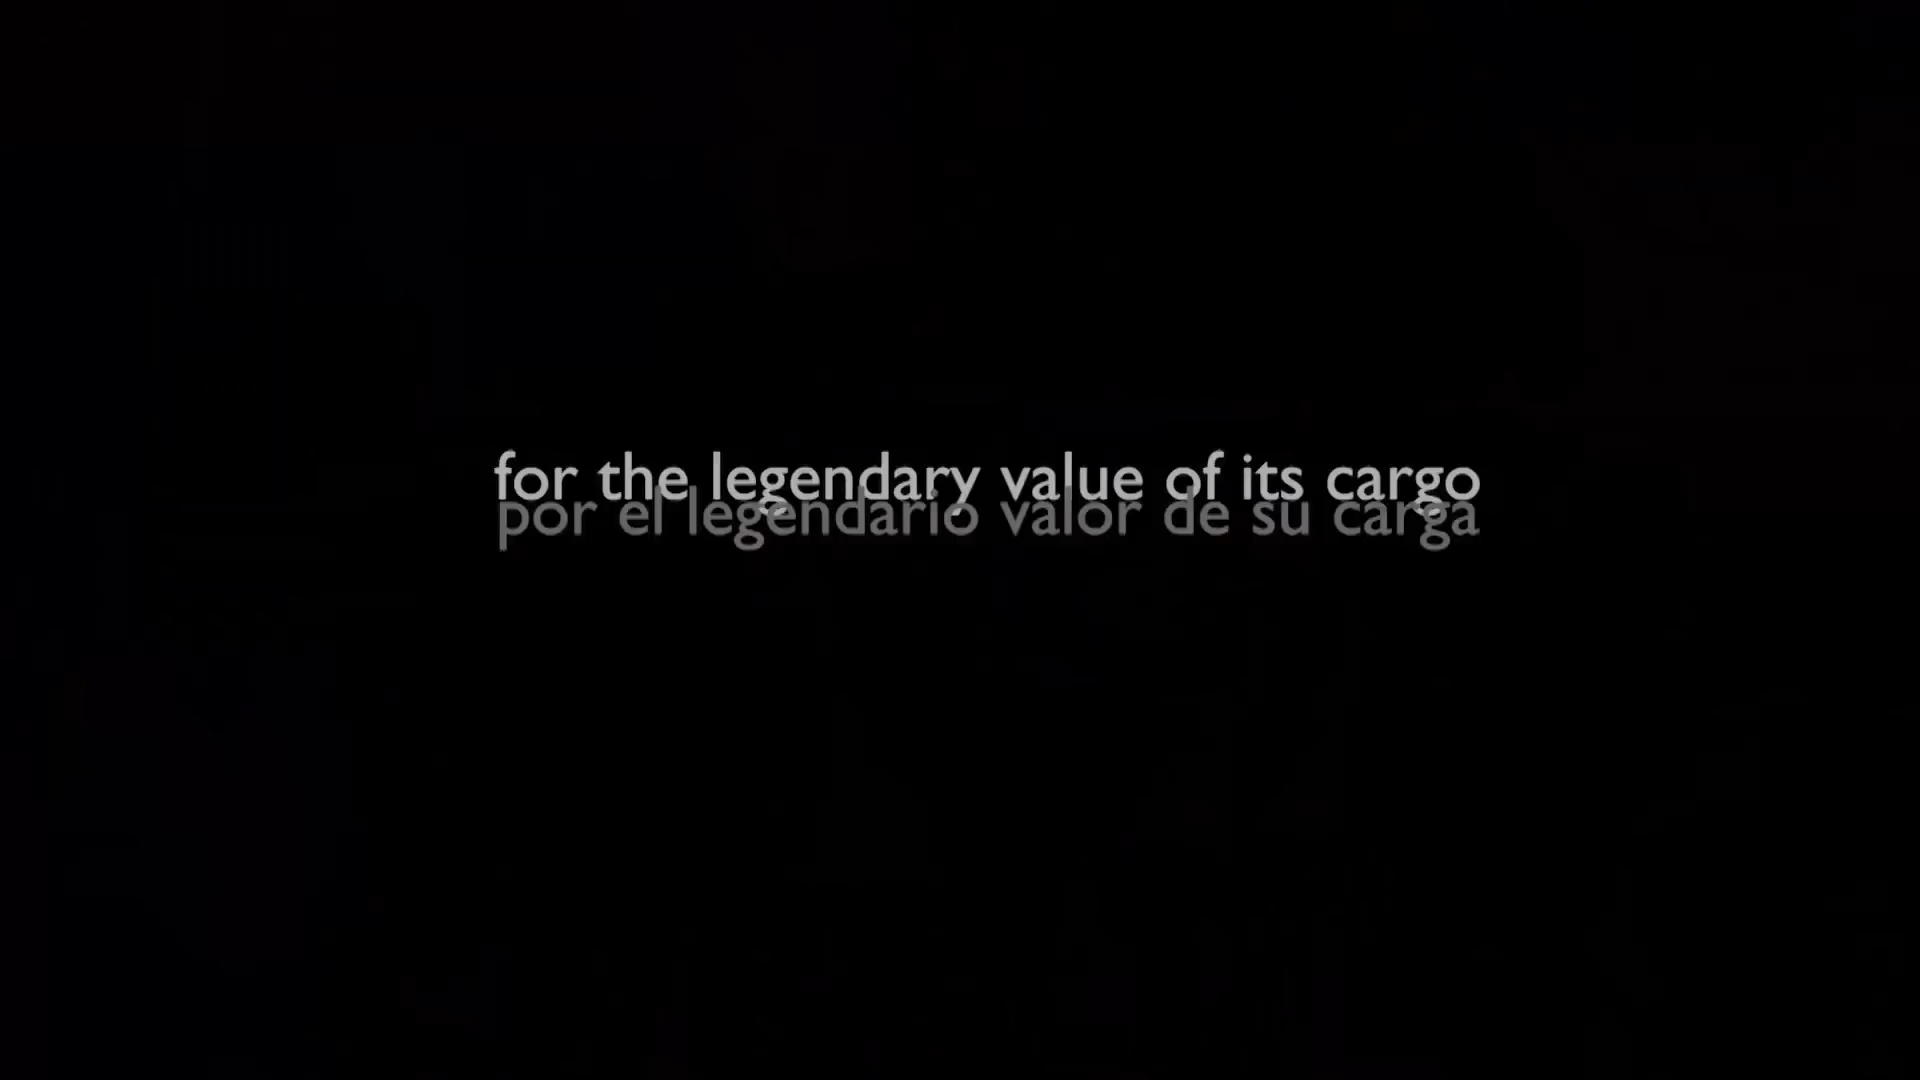 for the legendary value of its cargo
por el legendario valor de su carga